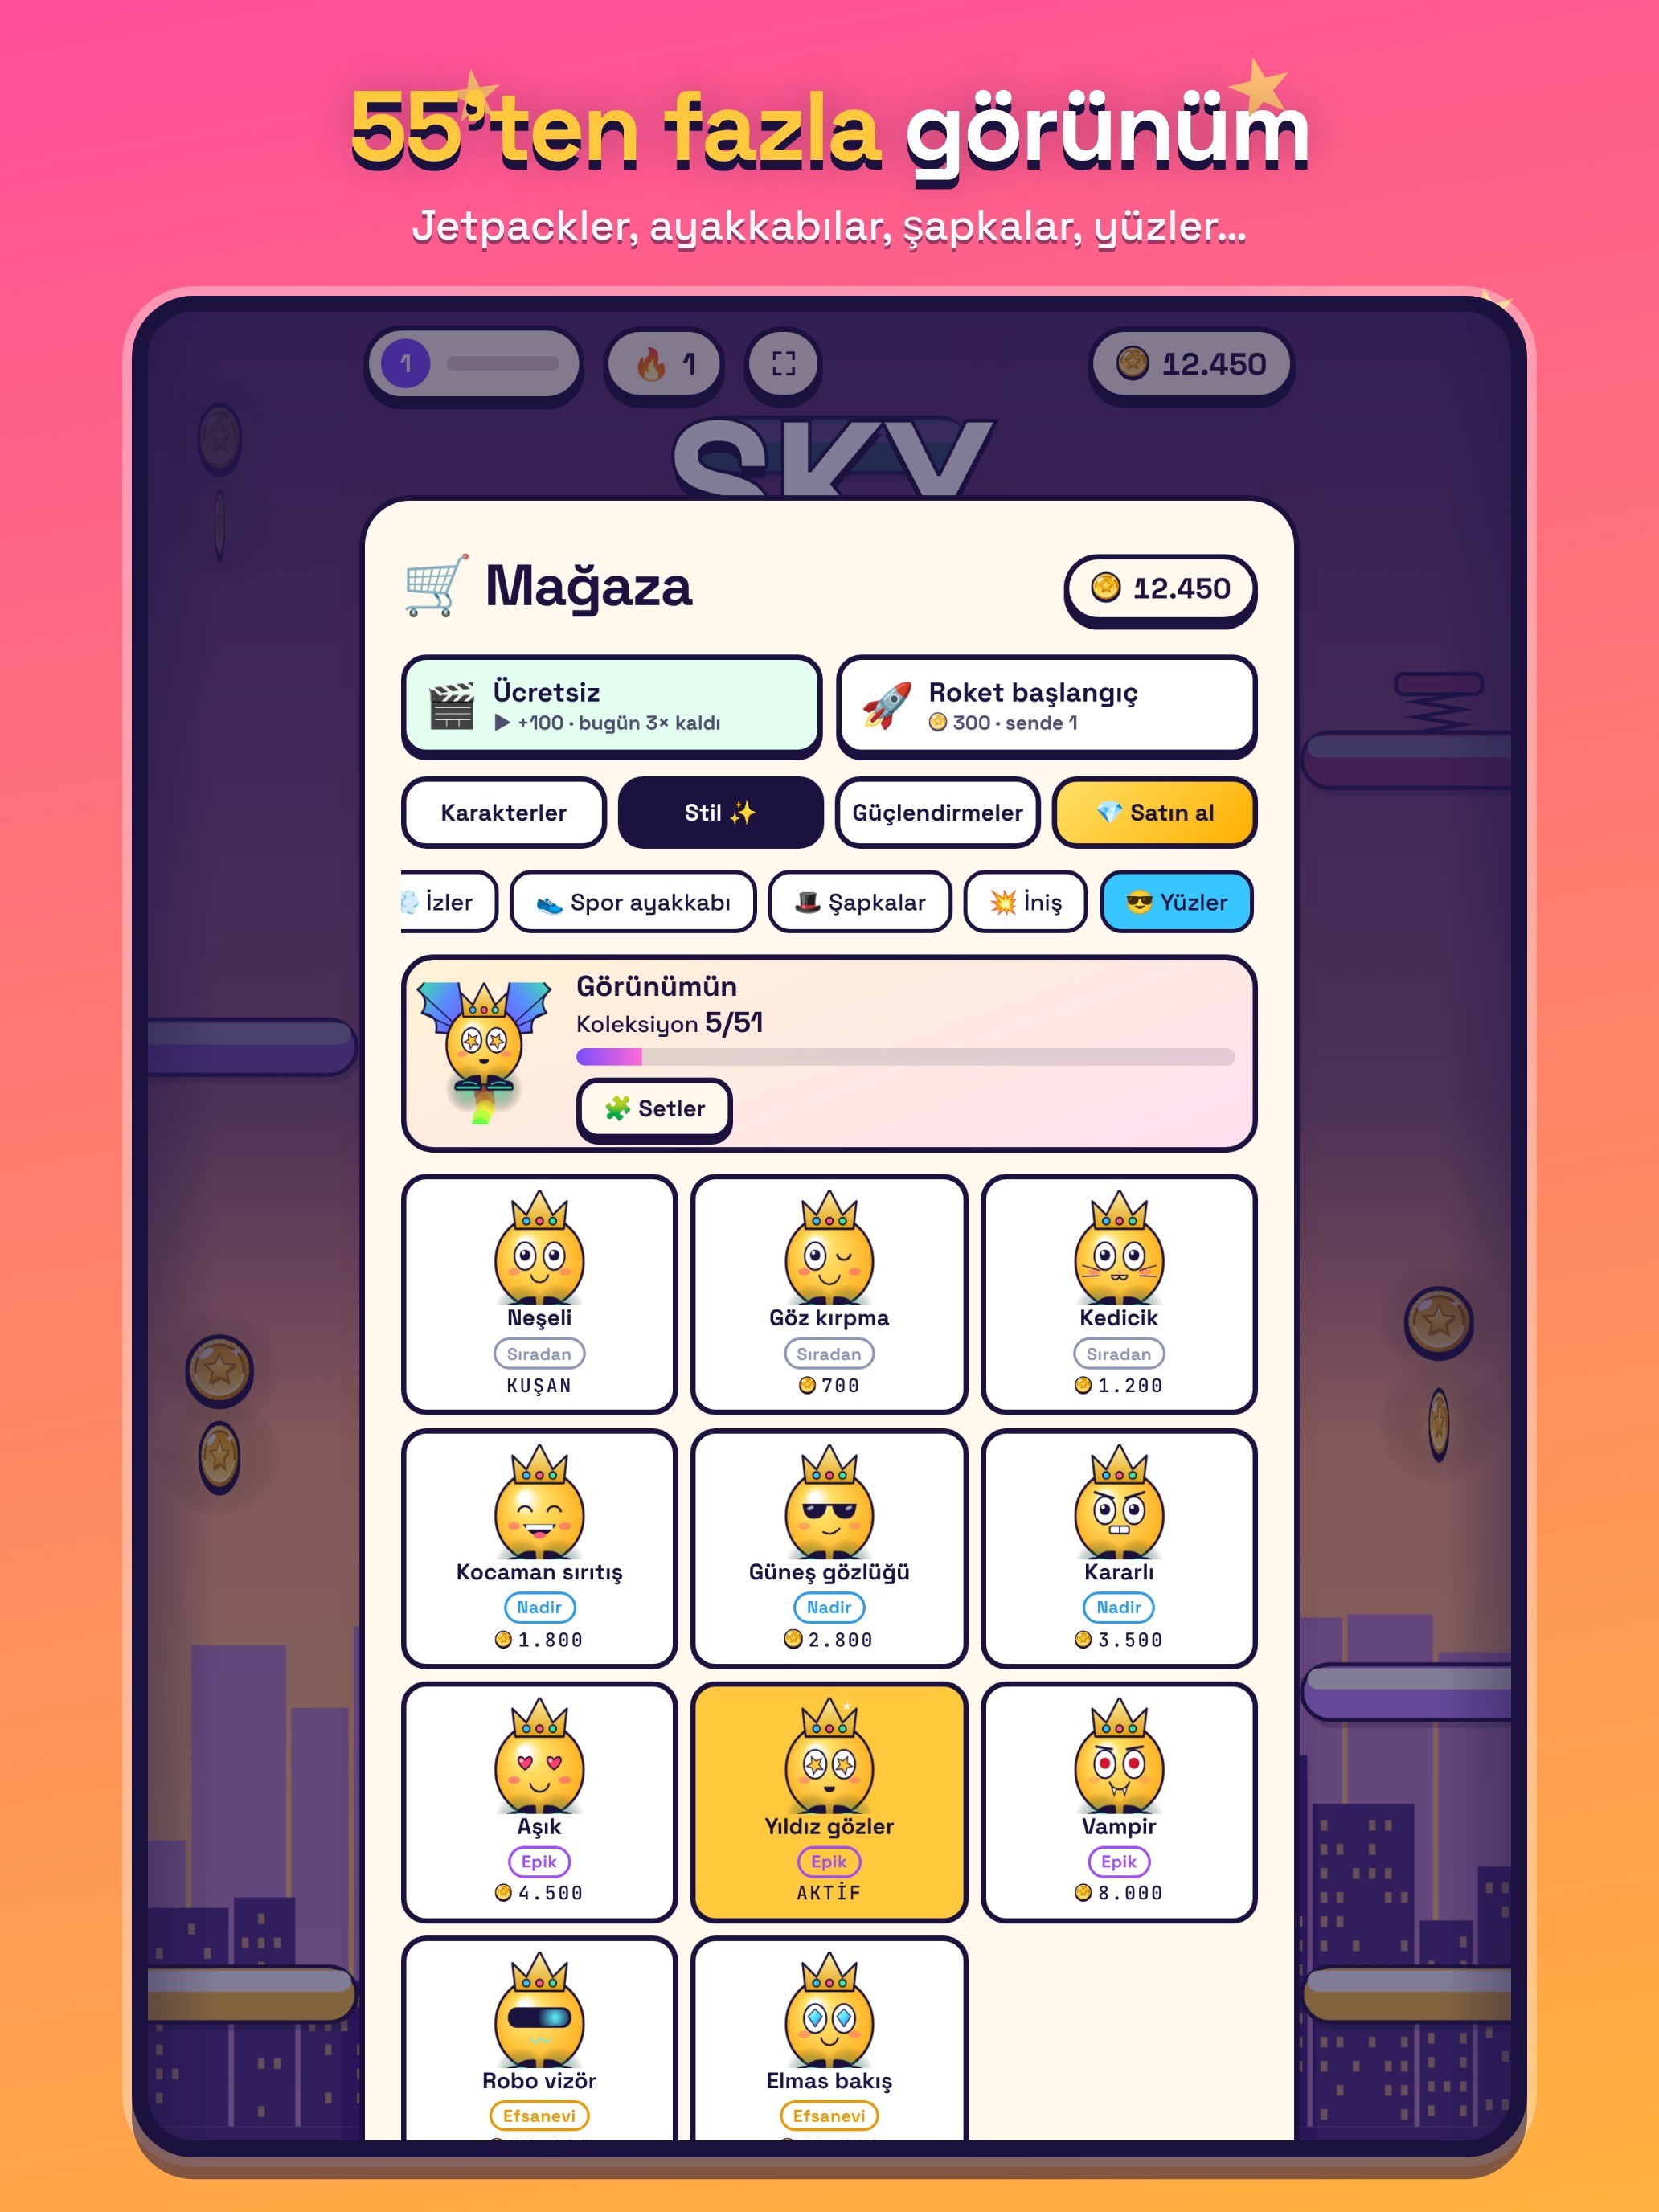 55'ten fazla görünüm
Jetpackler, ayakkabılar, şapkalar, yüzler...
1
🔥 1
12.450
SKY
🛒 Mağaza
12.450
🎬 Ücretsiz
▶ +100 · bugün 3× kaldı
🚀 Roket başlangıç
300 · sende 1
Karakterler
Stil ✨
Güçlendirmeler
💎 Satın al
İzler
👟 Spor ayakkabı
🎩 Şapkalar
💥 İniş
😎 Yüzler
Görünümün
Koleksiyon 5/51
🧩 Setler
Neşeli
Sıradan
KUŞAN
Göz kırpma
Sıradan
700
Kedicik
Sıradan
1.200
Kocaman sırıtış
Nadir
1.800
Güneş gözlüğü
Nadir
2.800
Kararlı
Nadir
3.500
Aşık
Epik
4.500
Yıldız gözler
Epik
AKTİF
Vampir
Epik
8.000
Robo vizör
Efsanevi
Elmas bakış
Efsanevi